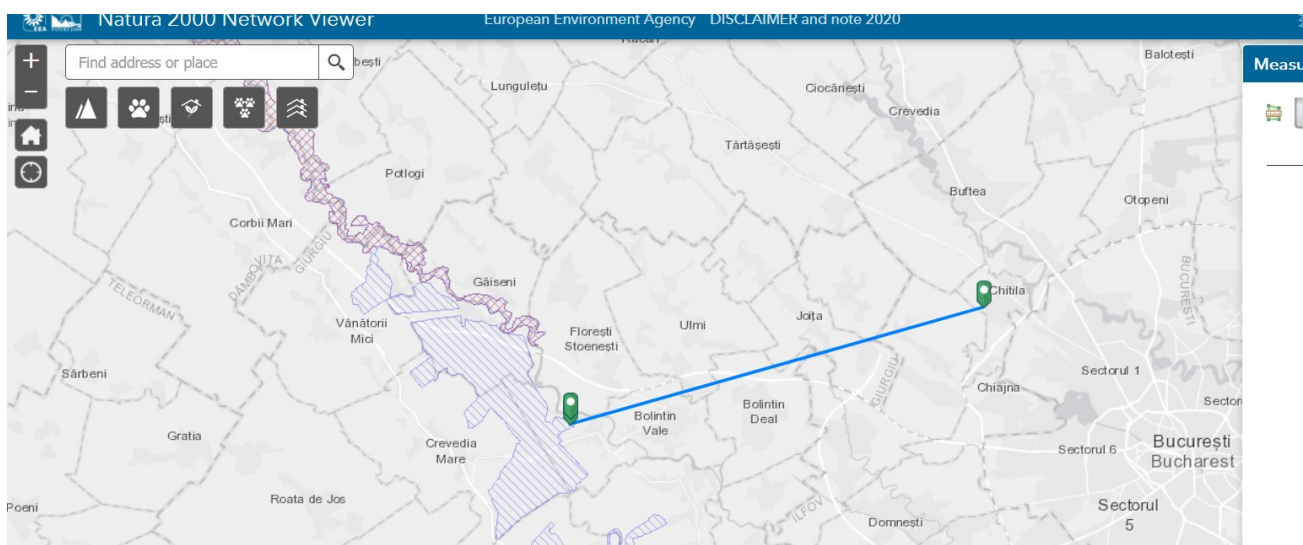 Natura 2000 Network Viewer
European Environment Agency DISCLAIMER and note 2020
EEA
Measu
Find address or place
Balotești
Lungulețu
Ciocănești
Crevedia
Tărtășești
Potlogi
Buftea
Otopeni
Corbii Mari
DÂMBOVIȚA
GIURGIU
TELEORMAN
BUCUREȘTI
Găiseni
Chitila
Vânătorii
Mici
Florești
Stoenești
Ulmi
Joița
Sârbeni
Sectorul 1
Chiajna
GIURGIU
Bolintin
Deal
Bolintin
Vale
Gratia
Crevedia
Mare
București
Bucharest
Sectorul 6
Roata de Jos
Sectorul
5
Poeni
ILFOV
Domnești